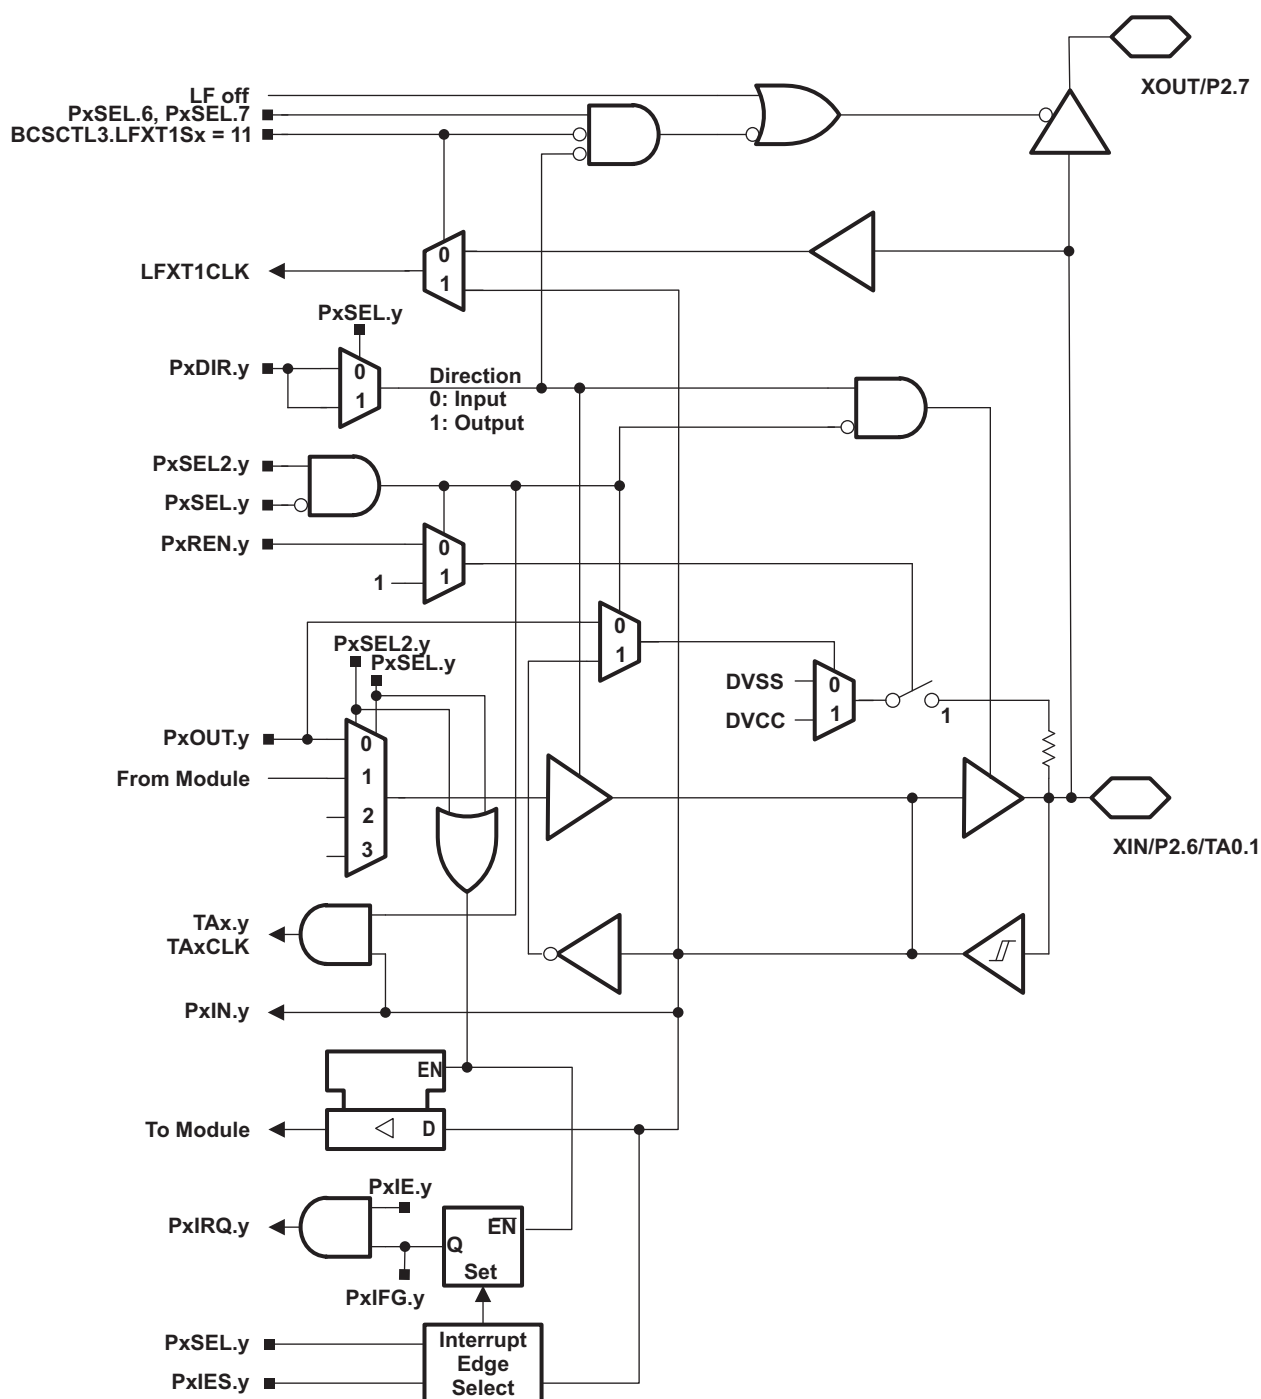 XOUT/P2.7
LF off
PxSEL.6, PxSEL.7
BCSCTL3.LFXT1Sx = 11
0
LFXT1CLK
1
PxSEL.y
PxDIR.y
0
1
Direction
0: Input
1: Output
PxSEL2.y
PxSEL.y
PxREN.y
0
1
1
0
1
PxSEL2.y
PxSEL.y
DVSS
0
DVCC
1
1
PxOUT.y
0
From Module
1
2
3
XIN/P2.6/TA0.1
TAx.y
TAxCLK
PxIN.y
EN
To Module
D
PxIE.y
PxIRQ.y
EN
Q
Set
PxIFG.y
PxSEL.y
PxIES.y
Interrupt
Edge
Select